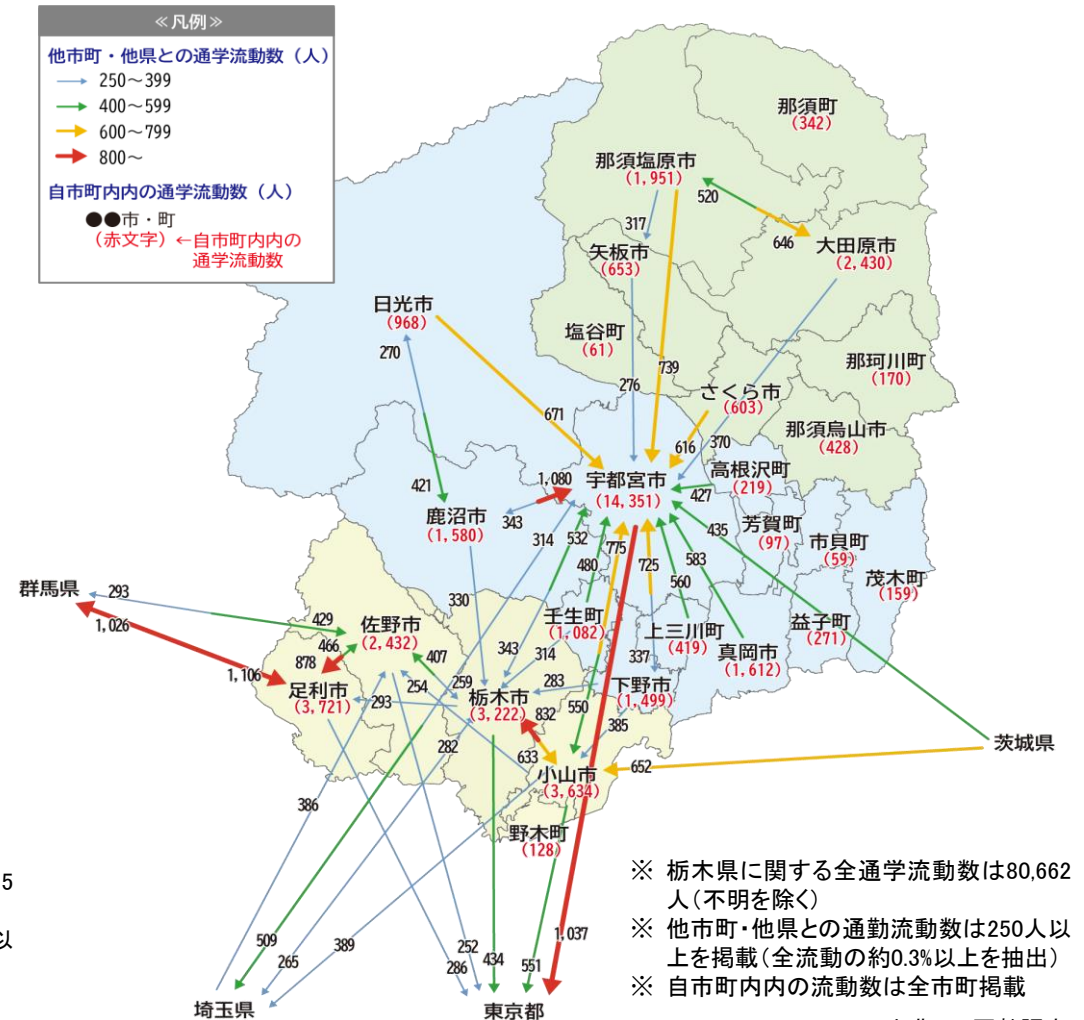 ≪凡例≫
他市町・他県との通学流動数（人）
250～399
400～599
600～799
800～
自市町内内の通学流動数（人）
●●市・町
（赤文字）←自市町内内の
通学流動数
那須町
(342)
那須塩原市
(1,951)
520
317
646
大田原市
(2,430)
矢板市
(653)
日光市
(968)
塩谷町
(61)
270
那珂川町
(170)
739
276
さくら市
(603)
671
那須烏山市
(428)
616
370
高根沢町
(219)
1,080
宇都宮市
(14,351)
427
421
鹿沼市
(1,580)
343
314
532
775
725
435
芳賀町
(97)
市貝町
(59)
480
583
560
茂木町
(159)
群馬県
293
330
壬生町
(1,082)
上三川町
(419)
益子町
(271)
1,026
429
佐野市
(2,432)
466
407
343
314
337
真岡市
(1,612)
878
1,106
足利市
(3,721)
293
254
259
栃木市
(3,222)
283
下野市
(1,499)
832
550
385
282
633
小山市
(3,634)
652
茨城県
386
野木町
(128)
509
265
389
252
286
434
551
1,037
埼玉県
東京都
5
以
※ 栃木県に関する全通学流動数は80,662
人(不明を除く)
※ 他市町・他県との通勤流動数は250人以
上を掲載(全流動の約0.3%以上を抽出)
※ 自市町内内の流動数は全市町掲載